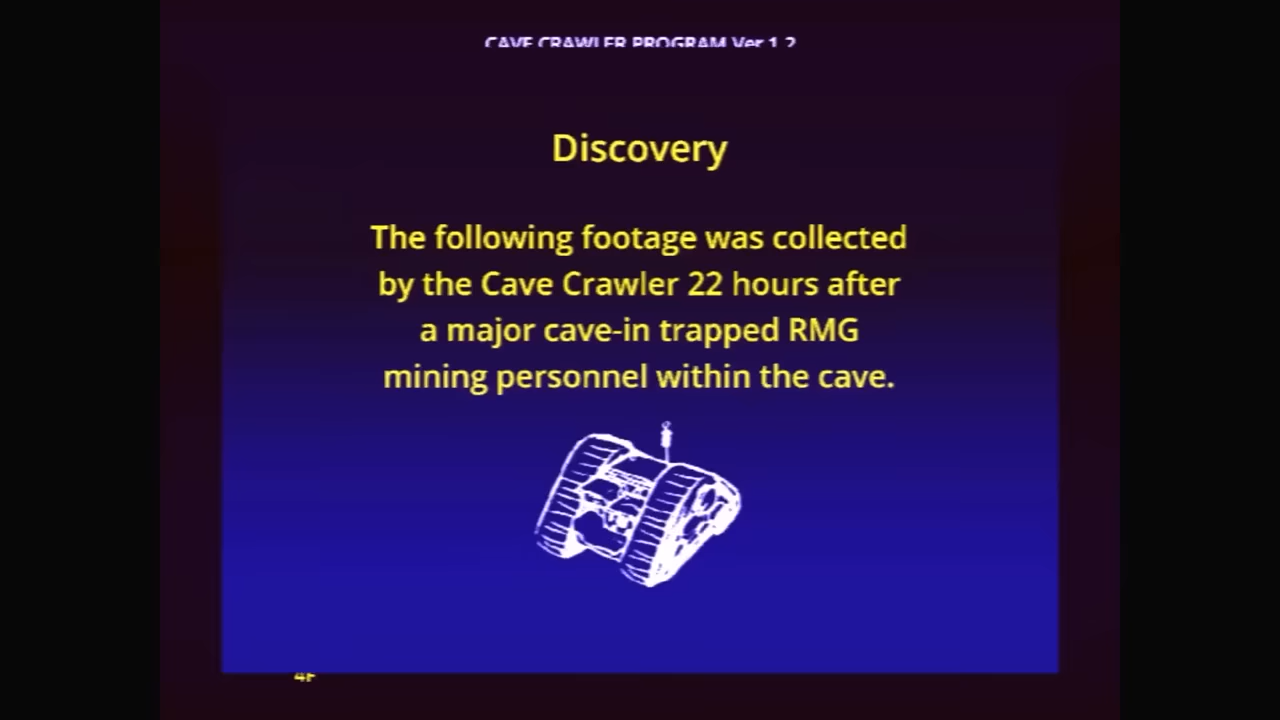 CAVE CRAWLER PROGRAM Ver 1.2
Discovery
The following footage was collected
by the Cave Crawler 22 hours after
a major cave-in trapped RMG
mining personnel within the cave.